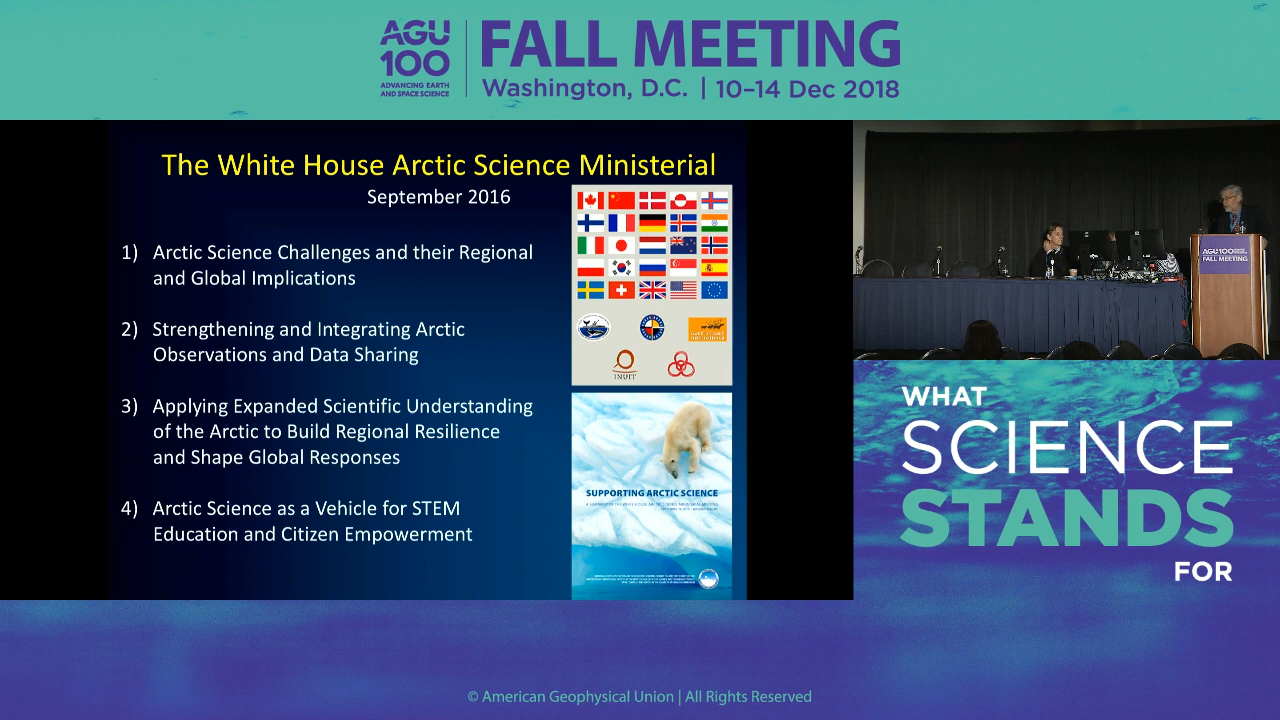 AGU
100
ADVANCING EARTH
AND SPACE SCIENCE
FALL MEETING
Washington, D.C. | 10–14 Dec 2018
The White House Arctic Science Ministerial
September 2016
1) Arctic Science Challenges and their Regional
and Global Implications
2) Strengthening and Integrating Arctic
Observations and Data Sharing
3) Applying Expanded Scientific Understanding
of the Arctic to Build Regional Resilience
and Shape Global Responses
4) Arctic Science as a Vehicle for STEM
Education and Citizen Empowerment
INUIT
SUPPORTING ARCTIC SCIENCE
AGU100
FALL MEETING
WHAT
SCIENCE
STANDS
FOR
© American Geophysical Union | All Rights Reserved